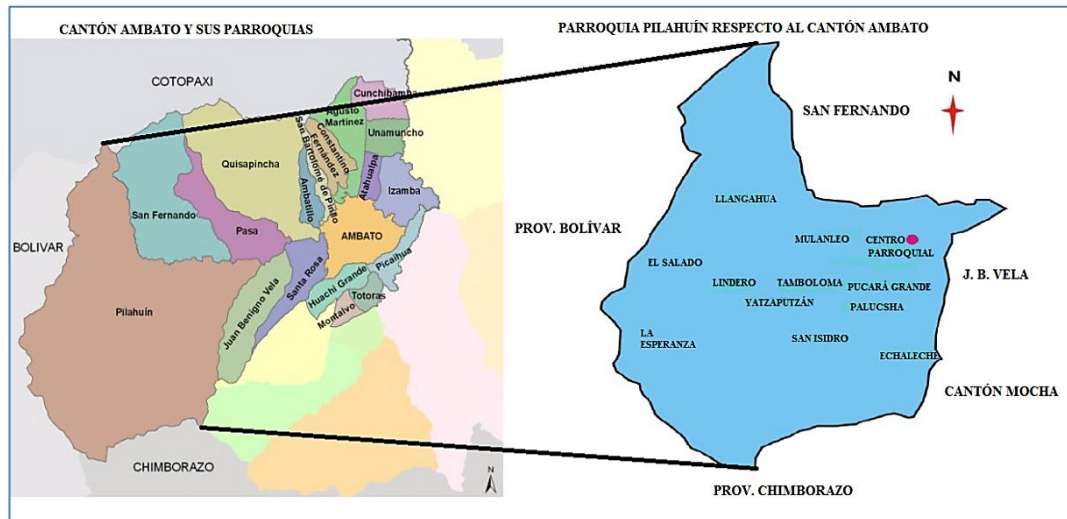 CANTÓN AMBATO Y SUS PARROQUIAS
COTOPAXI
Cunchibamba
Agusto
Martinez
Unamuncho
Constantino
Fernández
San Bartolomé de Pinllo
Ambatillo
Atahualpa
Izamba
Quisapincha
San Fernando
Pasa
AMBATO
BOLIVAR
Santa Rosa
Picaihua
Huachi Grande
Totoras
Montalvo
Juan Benigno Vela
Pilahuín
CHIMBORAZO
N
PARROQUIA PILAHUÍN RESPECTO AL CANTÓN AMBATO
N
SAN FERNANDO
LLANGAHUA
PROV. BOLÍVAR
MULANLEO
CENTRO
PARROQUIAL
EL SALADO
J. B. VELA
LINDERO
TAMBOLOMA
PUCARÁ GRANDE
YATZAPUTZÁN
PALUCSHA
LA
ESPERANZA
SAN ISIDRO
ECHALECHE
CANTÓN MOCHA
PROV. CHIMBORAZO